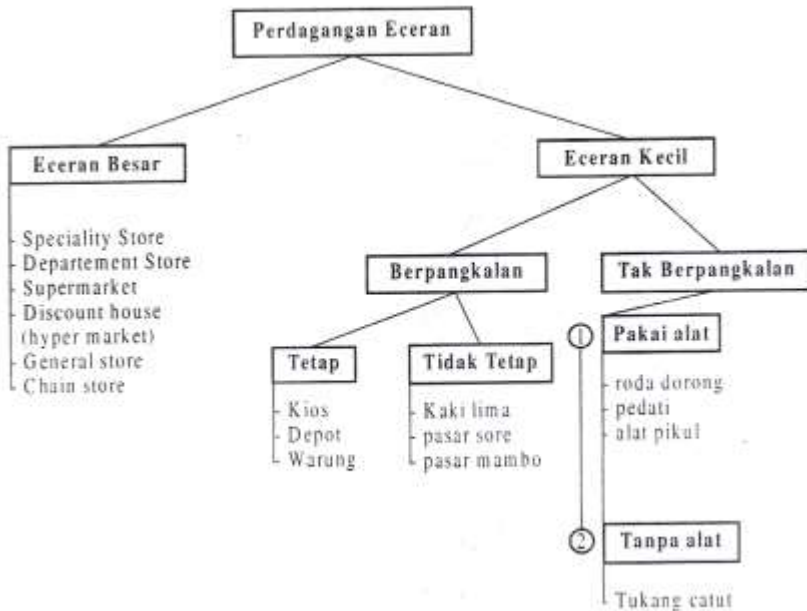 Perdagangan Eceran
Eceran Besar
- Speciality Store
- Departement Store
- Supermarket
- Discount house
(hyper market)
- General store
- Chain store
Eceran Kecil
Berpangkalan
Tetap
- Kios
- Depot
- Warung
Tidak Tetap
- Kaki lima
- pasar sore
- pasar mambo
Tak Berpangkalan
1 Pakai alat
- roda dorong
- pedati
- alat pikul
2 Tanpa alat
- Tukang catut